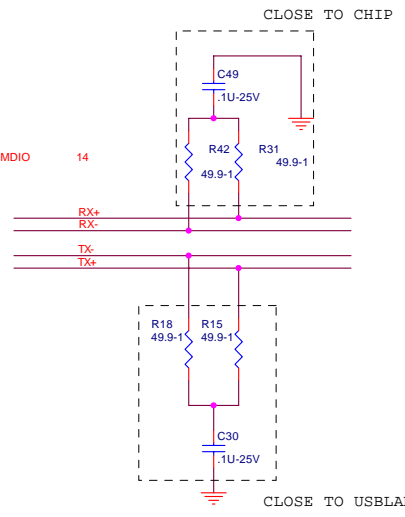 CLOSE TO CHIP
C49
.1U-25V
R42
R31
49.9-1
49.9-1
MDIO 14
RX+
RX-
TX-
TX+
R18
R15
49.9-1
49.9-1
C30
.1U-25V
CLOSE TO USBLAN